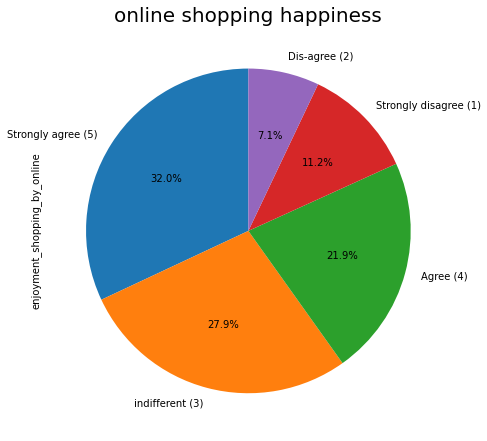 online shopping happiness
Dis-agree (2)
Strongly disagree (1)
Strongly agree (5)
7.1%
11.2%
32.0%
enjoyment_shopping_by_online
21.9%
Agree (4)
27.9%
indifferent (3)